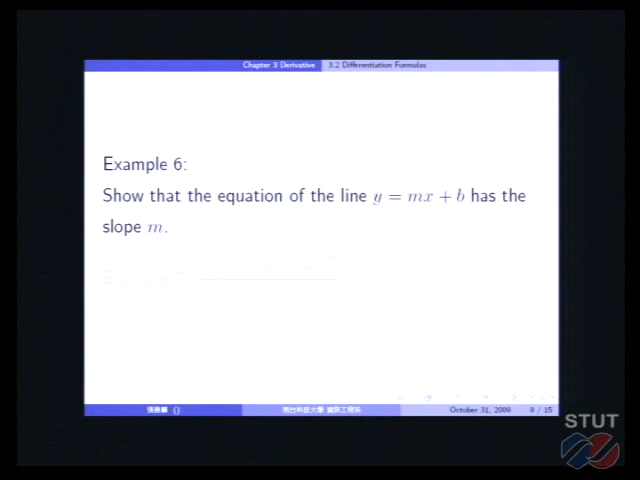 Chapter 3 Derivative 3.2 Differentiation Formulas
Example 6:
Show that the equation of the line y = mx + b has the
slope m.
October 31, 2009 8 / 15
STUT